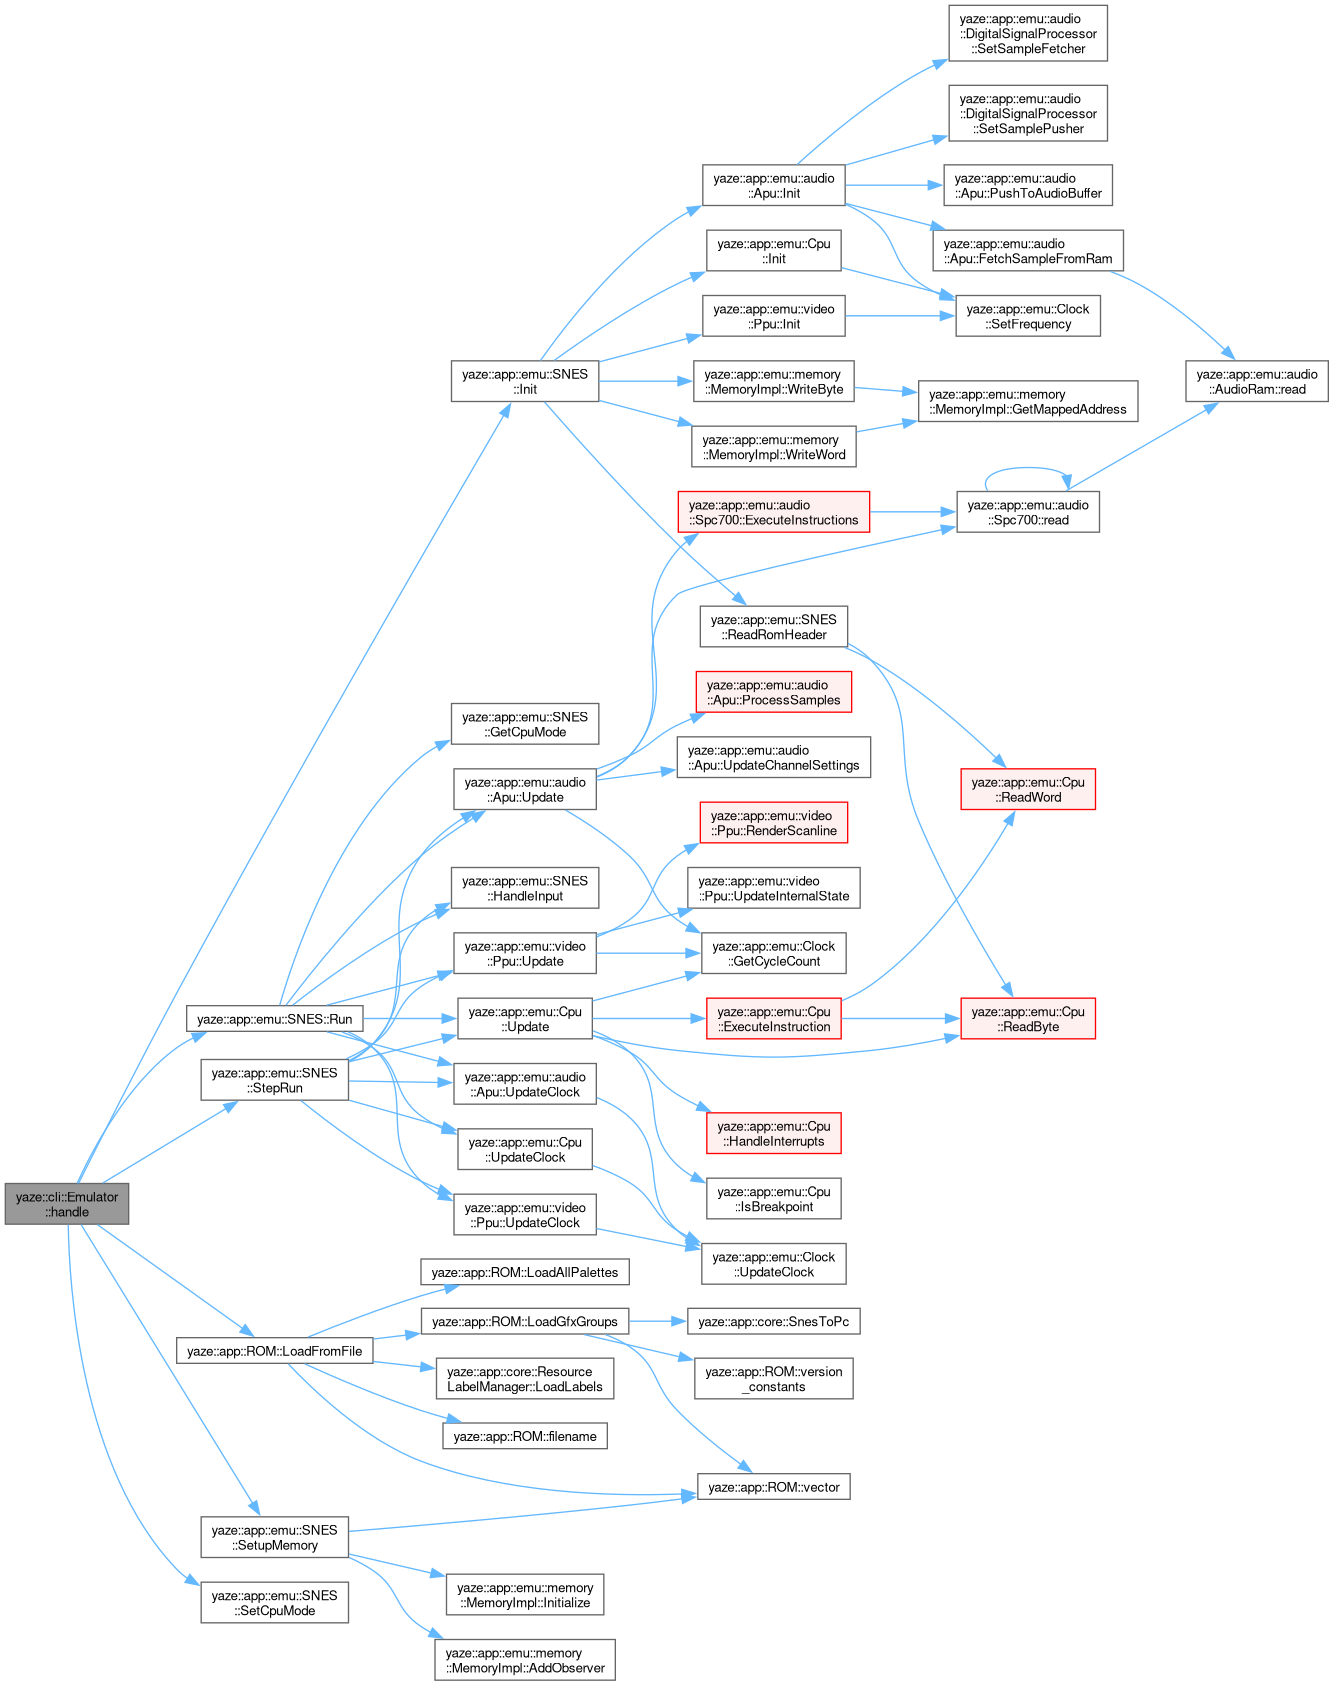 yaze::app::emu::audio
::DigitalSignalProcessor
::SetSampleFetcher
yaze::app::emu::audio
::DigitalSignalProcessor
::SetSamplePusher
yaze::app::emu::audio
::Apu::Init
yaze::app::emu::audio
::Apu::PushToAudioBuffer
yaze::app::emu::Cpu
::Init
yaze::app::emu::audio
::Apu::FetchSampleFromRam
yaze::app::emu::video
::Ppu::Init
yaze::app::emu::Clock
::SetFrequency
yaze::app::emu::SNES
::Init
yaze::app::emu::memory
::MemoryImpl::WriteByte
yaze::app::emu::memory
::MemoryImpl::GetMappedAddress
yaze::app::emu::audio
::AudioRam::read
yaze::app::emu::memory
::MemoryImpl::WriteWord
yaze::app::emu::audio
::Spc700::ExecuteInstructions
yaze::app::emu::audio
::Spc700::read
yaze::app::emu::SNES
::ReadRomHeader
yaze::app::emu::audio
::Apu::ProcessSamples
yaze::app::emu::SNES
::GetCpuMode
yaze::app::emu::audio
::Apu::UpdateChannelSettings
yaze::app::emu::audio
::Apu::Update
yaze::app::emu::Cpu
::ReadWord
yaze::app::emu::video
::Ppu::RenderScanline
yaze::app::emu::SNES
::HandleInput
yaze::app::emu::video
::Ppu::UpdateInternalState
yaze::app::emu::video
::Ppu::Update
yaze::app::emu::Clock
::GetCycleCount
yaze::app::emu::SNES::Run
yaze::app::emu::Cpu
::Update
yaze::app::emu::Cpu
::ExecuteInstruction
yaze::app::emu::Cpu
::ReadByte
yaze::app::emu::SNES
::StepRun
yaze::app::emu::audio
::Apu::UpdateClock
yaze::app::emu::Cpu
::HandleInterrupts
yaze::app::emu::Cpu
::UpdateClock
yaze::cli::Emulator
::handle
yaze::app::emu::Cpu
::IsBreakpoint
yaze::app::emu::video
::Ppu::UpdateClock
yaze::app::emu::Clock
::UpdateClock
yaze::app::ROM::LoadAllPalettes
yaze::app::ROM::LoadGfxGroups
yaze::app::core::SnesToPc
yaze::app::ROM::LoadFromFile
yaze::app::core::Resource
LabelManager::LoadLabels
yaze::app::ROM::version
_constants
yaze::app::ROM::filename
yaze::app::ROM::vector
yaze::app::emu::SNES
::SetupMemory
yaze::app::emu::memory
::MemoryImpl::Initialize
yaze::app::emu::SNES
::SetCpuMode
yaze::app::emu::memory
::MemoryImpl::AddObserver